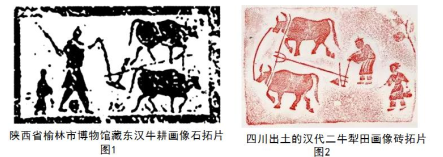 陕西省榆林市博物馆藏东汉牛耕画像石拓片
图1
四川出土的汉代二牛犁田画像砖拓片
图2